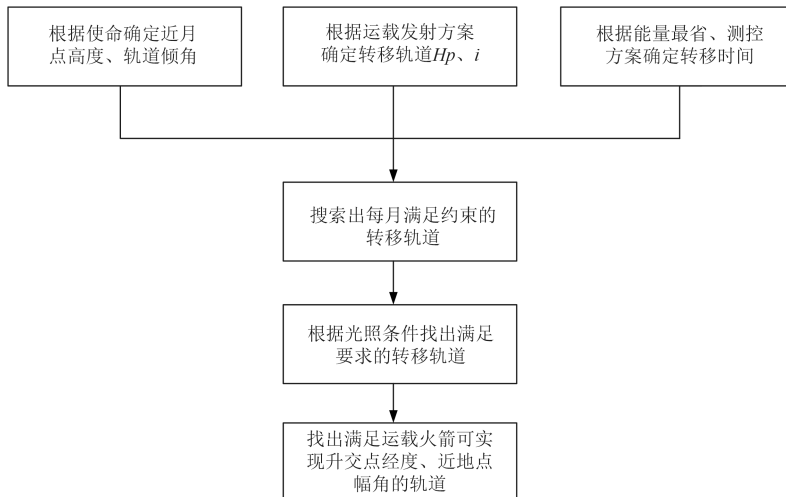 根据使命确定近月
点高度、轨道倾角
根据运载发射方案
确定转移轨道Hp、i
根据能量最省、测控
方案确定转移时间
搜索出每月满足约束的
转移轨道
根据光照条件找出满足
要求的转移轨道
找出满足运载火箭可实
现升交点经度、近地点
幅角的轨道